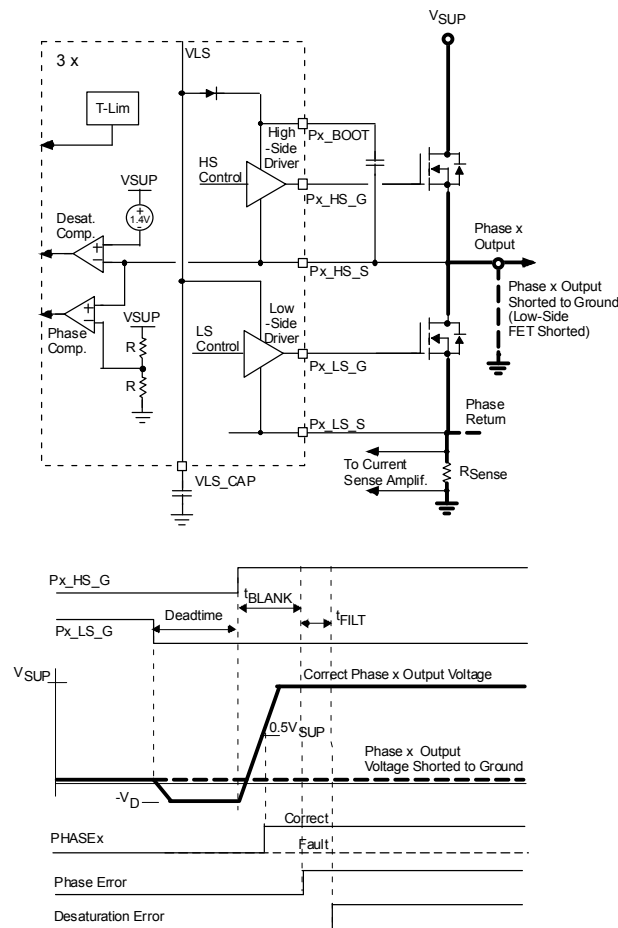 VSUP
3 x
VLS
T-Lim
Px_BOOT
High
-Side
Driver
HS
Control
Px_HS_G
VSUP
+
1.4V
-
Desat.
Comp.
+
-
Phase x
Output
Px_HS_S
Phase x Output
Shorted to Ground
(Low-Side
FET Shorted)
+
-
Phase
Comp.
VSUP
R
R
Low
-Side
Driver
LS
Control
Px_LS_G
Phase
Return
Px_LS_S
To Current
Sense Amplif.
RSense
VLS_CAP
Px_HS_G
tBLANK
Deadtime
tFILT
Px_LS_G
VSUP
Correct Phase x Output Voltage
0.5VSUP
Phase x Output
Voltage Shorted to Ground
-VD
Correct
PHASEx
Fault
Phase Error
Desaturation Error